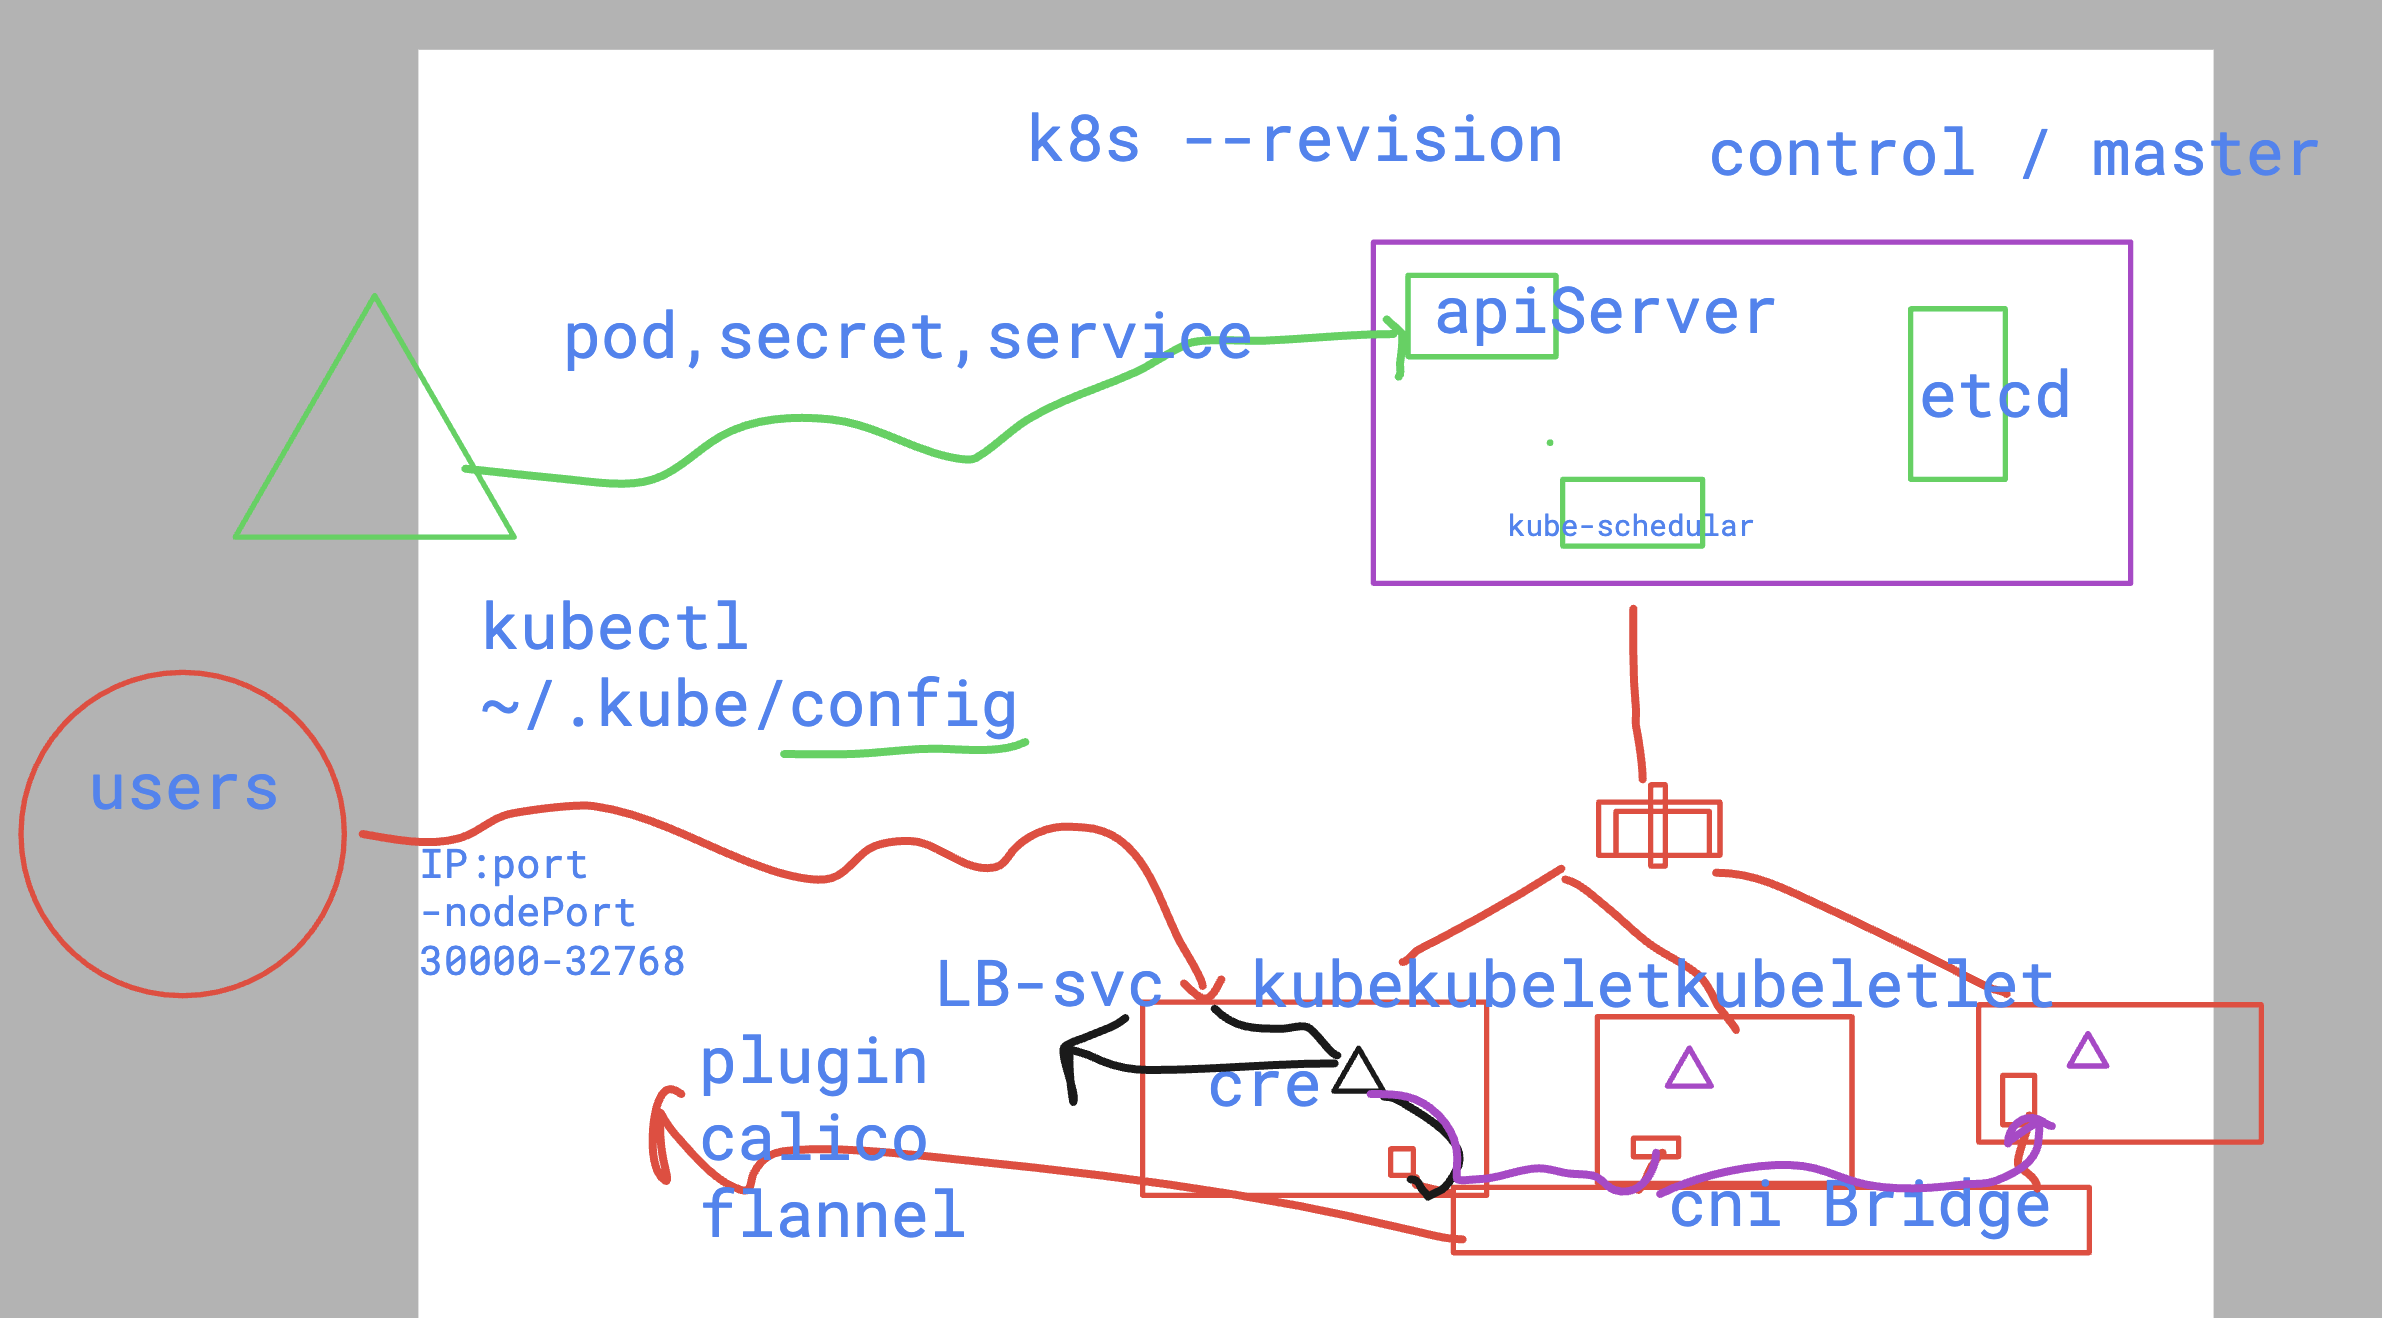 k8s --revision
control / master
pod,secret,service
apiServer
etcd
kube-schedular
kubectl
~/.kube/config
users
IP:port
-nodePort
30000-32768
LB-svc
kubekubeletkubeletlet
plugin
cre
calico
flannel
cni Bridge